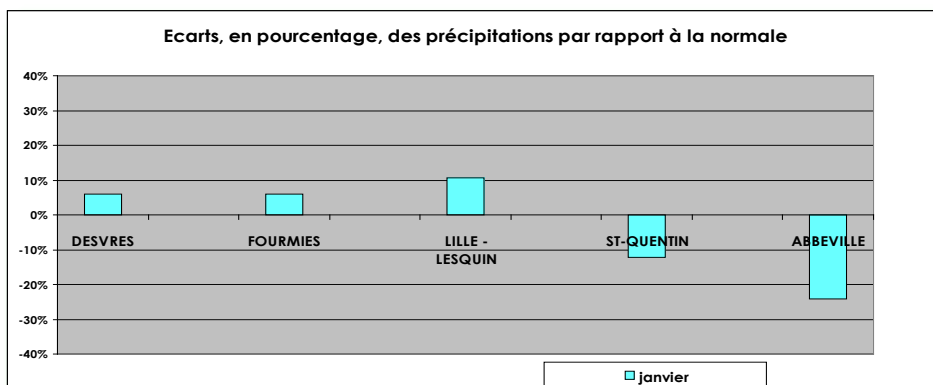 Ecarts, en pourcentage, des précipitations par rapport à la normale
40%
30%
20%
10%
0%
-10%
-20%
-30%
-40%
DESVRES
FOURMIES
LILLE -
LESQUIN
ST-QUENTIN
ABBEVILLE
janvier